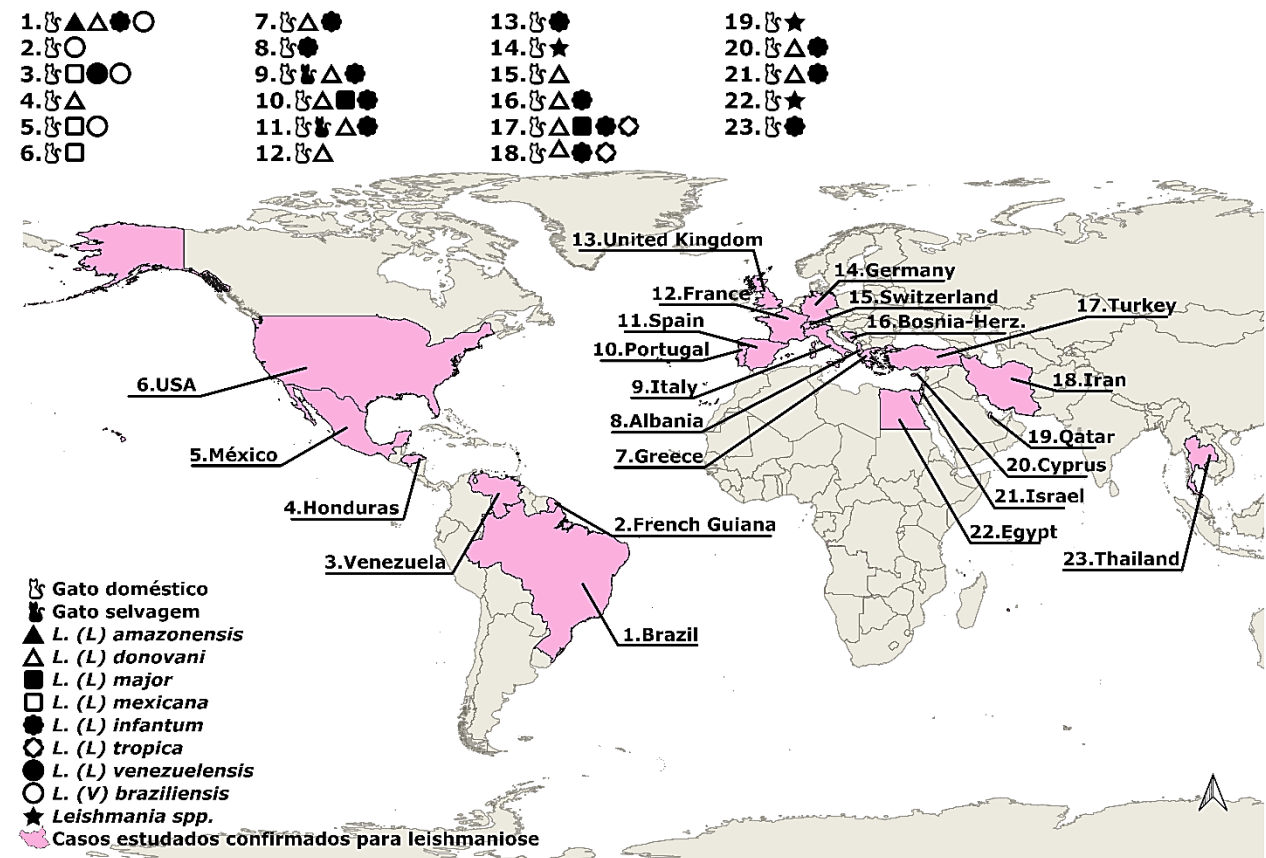 1.
2.
3.
4.
5.
6.
7.
8.
9.
10.
11.
12.
13.
14.
15.
16.
17.
18.
19.
20.
21.
22.
23.
13.United Kingdom
14.Germany
12.France
15.Switzerland
17.Turkey
11.Spain
16.Bosnia-Herz.
10.Portugal
6.USA
9.Italy
18.Iran
8.Albania
19.Qatar
5.México
7.Greece
20.Cyprus
21.Israel
4.Honduras
2.French Guiana
22.Egypt
3.Venezuela
23.Thailand
1.Brazil
Gato doméstico
Gato selvagem
L. (L) amazonensis
L. (L) donovani
L. (L) major
L. (L) mexicana
L. (L) infantum
L. (L) tropica
L. (L) venezuelensis
L. (V) braziliensis
Leishmania spp.
Casos estudados confirmados para leishmaniose